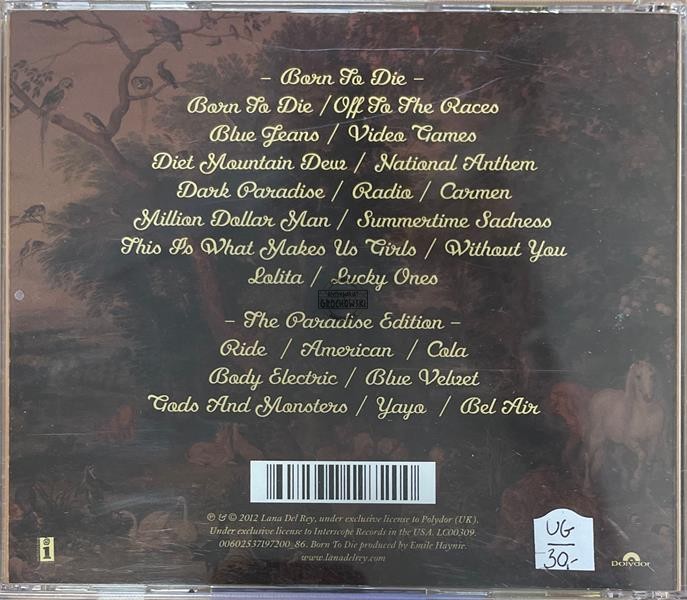 – Born To Die –
Born To Die / Off To The Races
Blue Jeans / Video Games
Diet Mountain Dew / National Anthem
Dark Paradise / Radio / Carmen
Million Dollar Man / Summertime Sadness
This Is What Makes Us Girls / Without You
Lolita / Lucky Ones
GROCHOWSKI
– The Paradise Edition –
Ride / American / Cola
Body Electric / Blue Velvet
Gods And Monsters / Yayo / Bel Air
℗ & © 2012 Lana Del Rey, under exclusive license to Polydor (UK).
Under exclusive license to Interscope Records in the USA. LC00309.
00602537197200_86. Born To Die produced by Emile Haynie.
www.lanadelrey.com
i
UG
30,-
Polydor